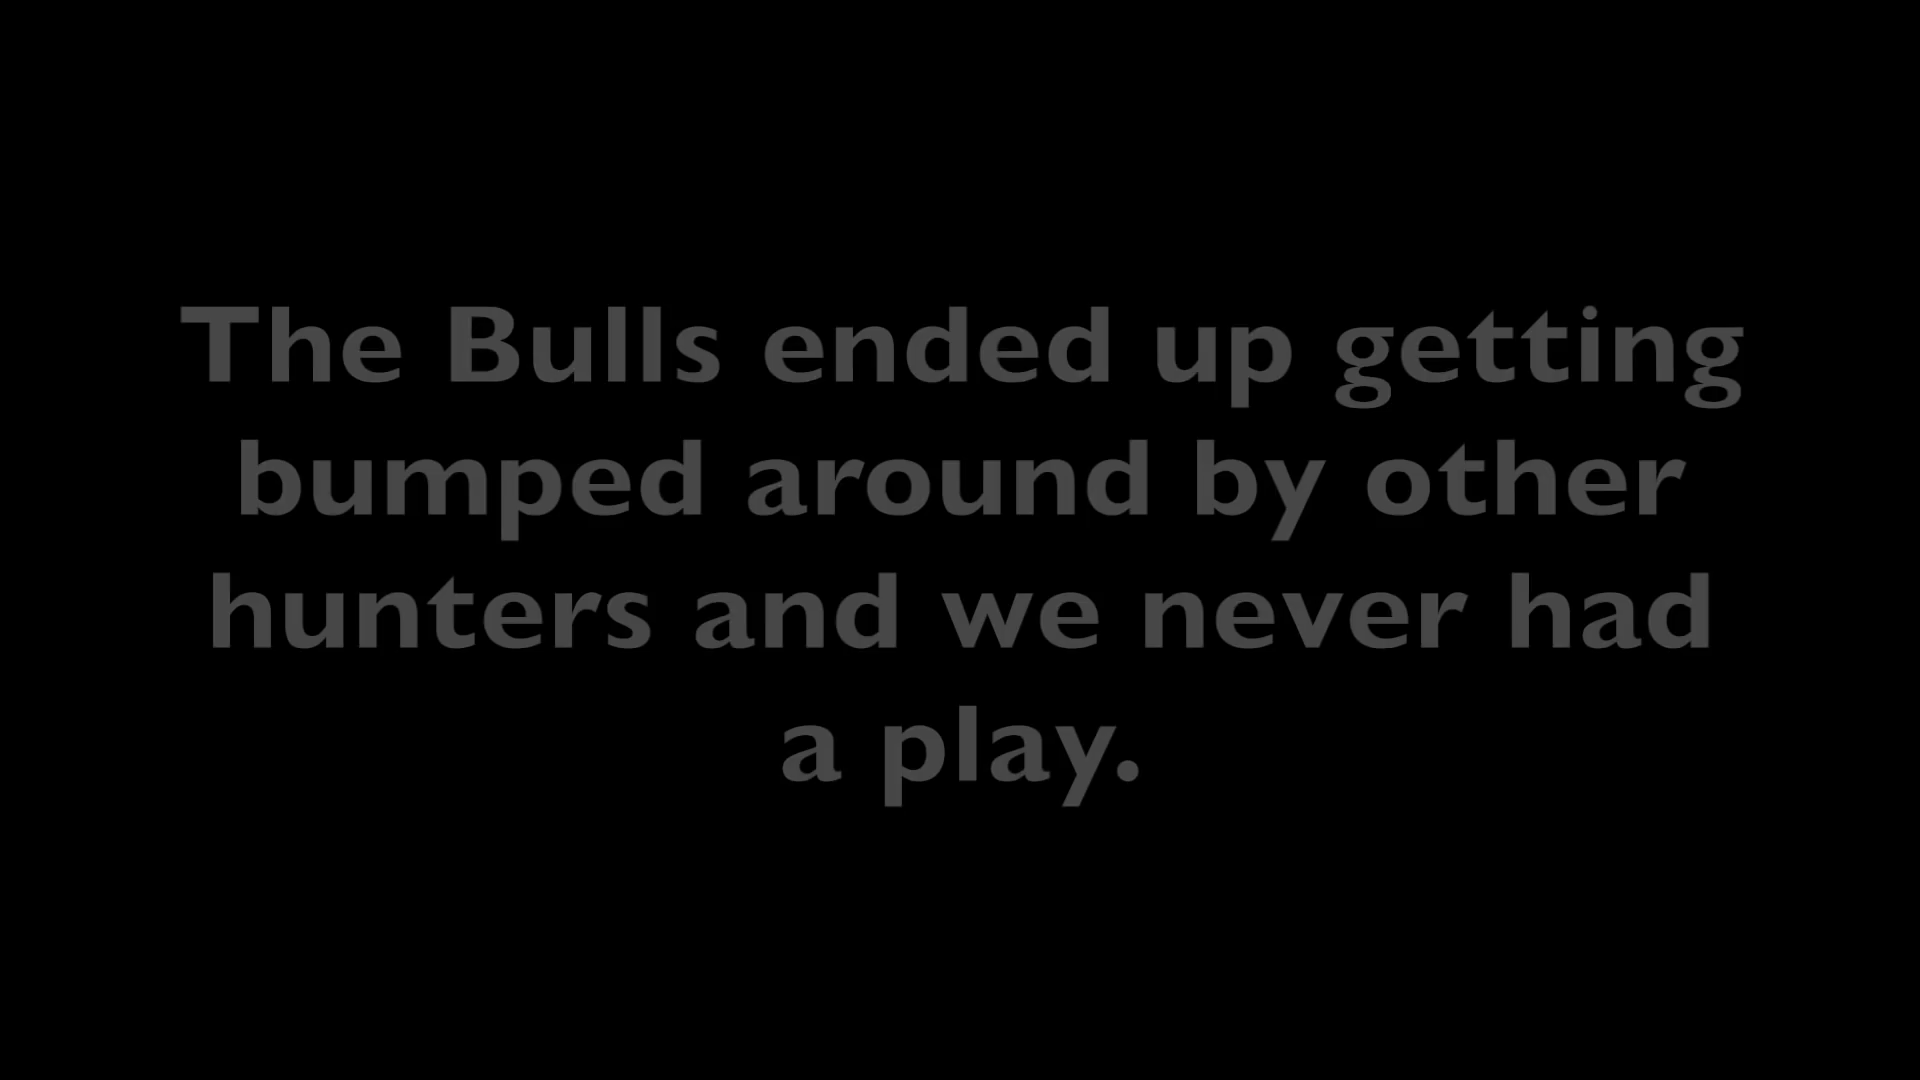 The Bulls ended up getting
bumped around by other
hunters and we never had
a play.